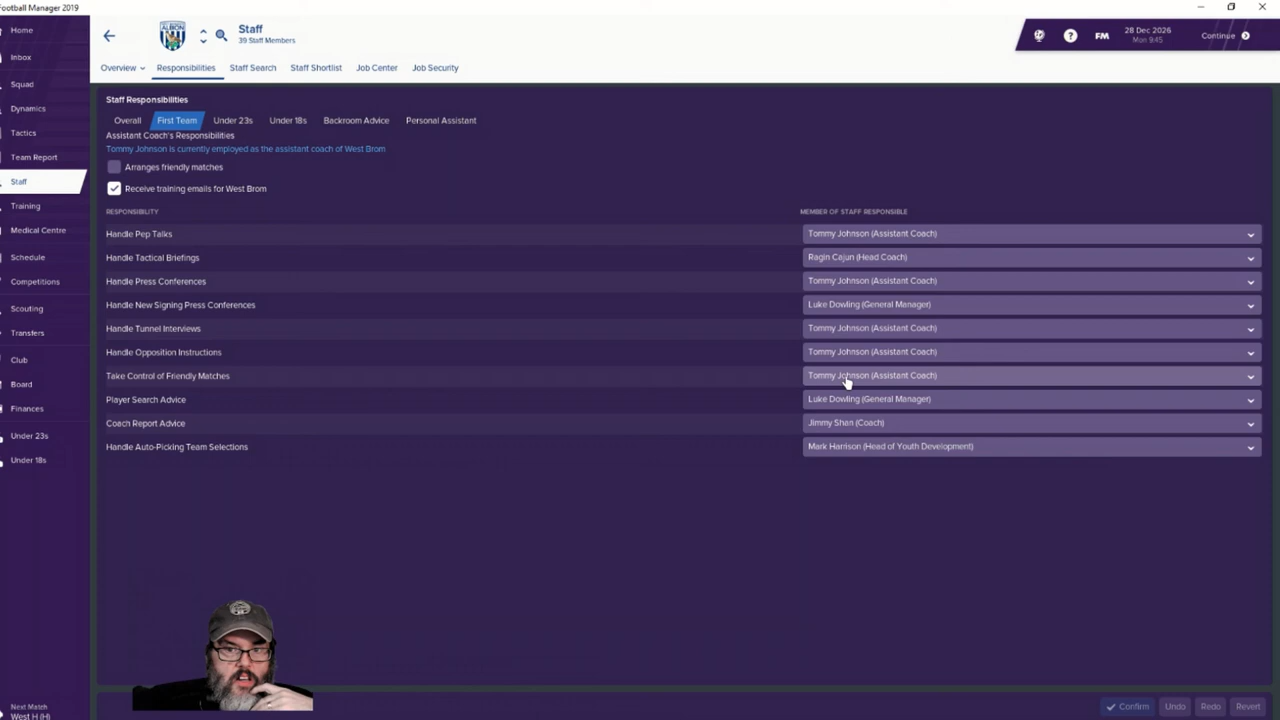 Football Manager 2019
Home
Inbox
Squad
Dynamics
Tactics
Team Report
Staff
Training
Medical Centre
Schedule
Competitions
Scouting
Transfers
Club
Board
Finances
Under 23s
Under 18s
Next Match
West H (H)
ALBION
Staff
39 Staff Members
FM
28 Dec 2026
Mon 9:45
Continue
Overview
Responsibilities
Staff Search
Staff Shortlist
Job Center
Job Security
Staff Responsibilities
Overall
First Team
Under 23s
Under 18s
Backroom Advice
Personal Assistant
Assistant Coach's Responsibilities
Tommy Johnson is currently employed as the assistant coach of West Brom
Arranges friendly matches
Receive training emails for West Brom
RESPONSIBILITY MEMBER OF STAFF RESPONSIBLE
Handle Pep Talks Tommy Johnson (Assistant Coach)
Handle Tactical Briefings Ragin Cajun (Head Coach)
Handle Press Conferences Tommy Johnson (Assistant Coach)
Handle New Signing Press Conferences Luke Dowling (General Manager)
Handle Tunnel Interviews Tommy Johnson (Assistant Coach)
Handle Opposition Instructions Tommy Johnson (Assistant Coach)
Take Control of Friendly Matches Tommy Johnson (Assistant Coach)
Player Search Advice Luke Dowling (General Manager)
Coach Report Advice Jimmy Shan (Coach)
Handle Auto-Picking Team Selections Mark Harrison (Head of Youth Development)
Confirm
Undo
Redo
Revert